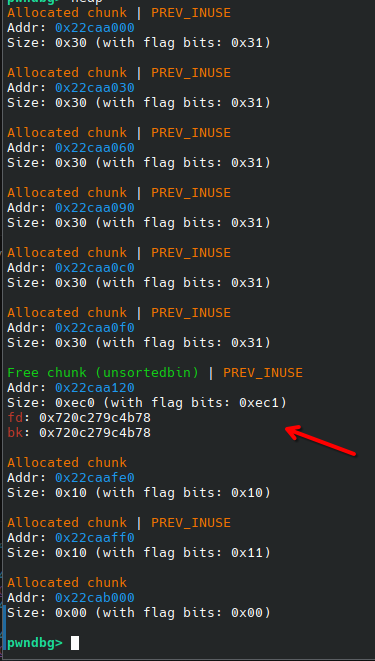 Allocated chunk | PREV_INUSE
Addr: 0x22caa000
Size: 0x30 (with flag bits: 0x31)
Allocated chunk | PREV_INUSE
Addr: 0x22caa030
Size: 0x30 (with flag bits: 0x31)
Allocated chunk | PREV_INUSE
Addr: 0x22caa060
Size: 0x30 (with flag bits: 0x31)
Allocated chunk | PREV_INUSE
Addr: 0x22caa090
Size: 0x30 (with flag bits: 0x31)
Allocated chunk | PREV_INUSE
Addr: 0x22caa0c0
Size: 0x30 (with flag bits: 0x31)
Allocated chunk | PREV_INUSE
Addr: 0x22caa0f0
Size: 0x30 (with flag bits: 0x31)
Free chunk (unsortedbin) | PREV_INUSE
Addr: 0x22caa120
Size: 0xec0 (with flag bits: 0xec1)
fd: 0x720c279c4b78
bk: 0x720c279c4b78
Allocated chunk
Addr: 0x22caafe0
Size: 0x10 (with flag bits: 0x10)
Allocated chunk | PREV_INUSE
Addr: 0x22caaff0
Size: 0x10 (with flag bits: 0x11)
Allocated chunk
Addr: 0x22cab000
Size: 0x00 (with flag bits: 0x00)
pwndbg>